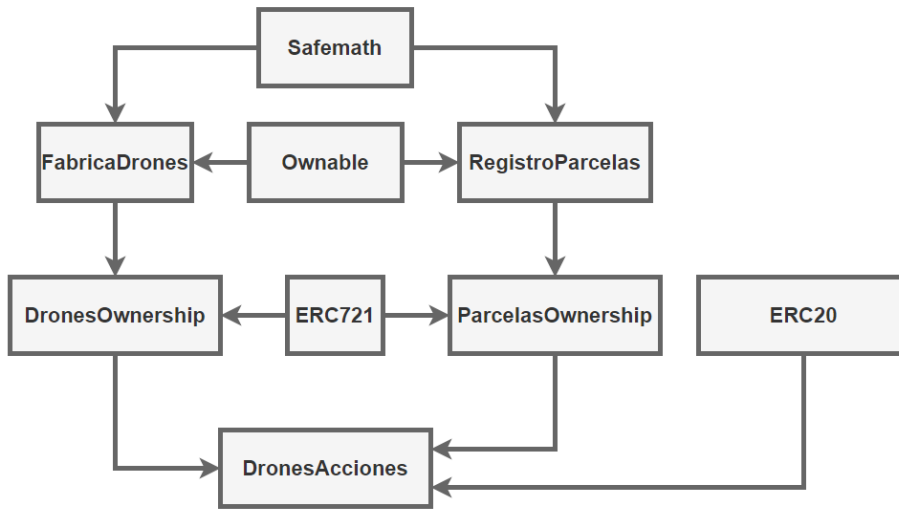 Safemath
FabricaDrones
Ownable
RegistroParcelas
DronesOwnership
ERC721
ParcelasOwnership
ERC20
DronesAcciones